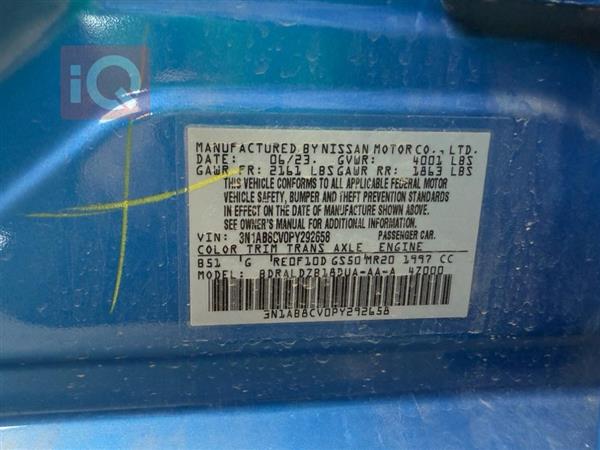 iQ
MANUFACTURED BY NISSAN MOTOR CO., LTD.
DATE: 06/23. GVWR: 4001 LBS
GAWR FR: 2161 LBS GAWR RR: 1863 LBS
THIS VEHICLE CONFORMS TO ALL APPLICABLE FEDERAL MOTOR
VEHICLE SAFETY, BUMPER AND THEFT PREVENTION
STANDARDS IN EFFECT ON THE DATE
OF MANUFACTURE SHOWN ABOVE.
SEE OWNER'S MANUAL FOR ADDITIONAL INFORMATION.
VIN: 3N1AB8CV0PY292658 PASSENGER CAR.
COLOR TRIM TRANS AXLE ENGINE
B51 G RE0F10D GS50 MR20 1997 CC
MODEL: BDRALDZB18DUA-AA-A 4Z000
3N1AB8CV0PY292658